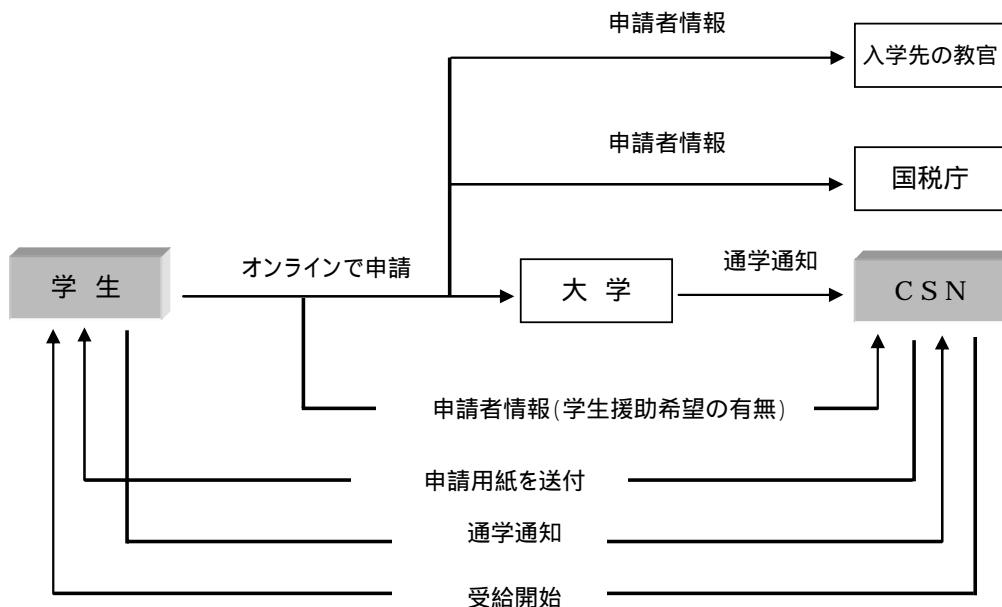 申請者情報
入学先の教官
申請者情報
国税庁
学 生
オンラインで申請
大 学
通学通知
CSN
申請者情報(学生援助希望の有無)
申請用紙を送付
通学通知
受給開始